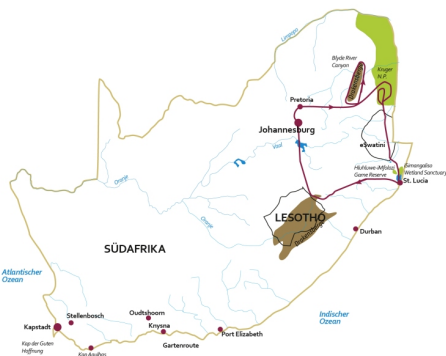 Limpopo
Blyde River
Canyon
Drakensberge
Kruger
N.P.
Pretoria
Johannesburg
eSwatini
Vaal
Hluhluwe-iMfolozi
Game Reserve
iSimangaliso
Wetland Sanctuary
St. Lucia
Oranje
Oranje
LESOTHO
Drakensberge
Durban
SÜDAFRIKA
Atlantischer
Ozean
Indischer
Ozean
Stellenbosch
Oudtshoorn
Kapstadt
Knysna
Port Elizabeth
Kap der Guten
Hoffnung
Gartenroute
Kap Agulhas